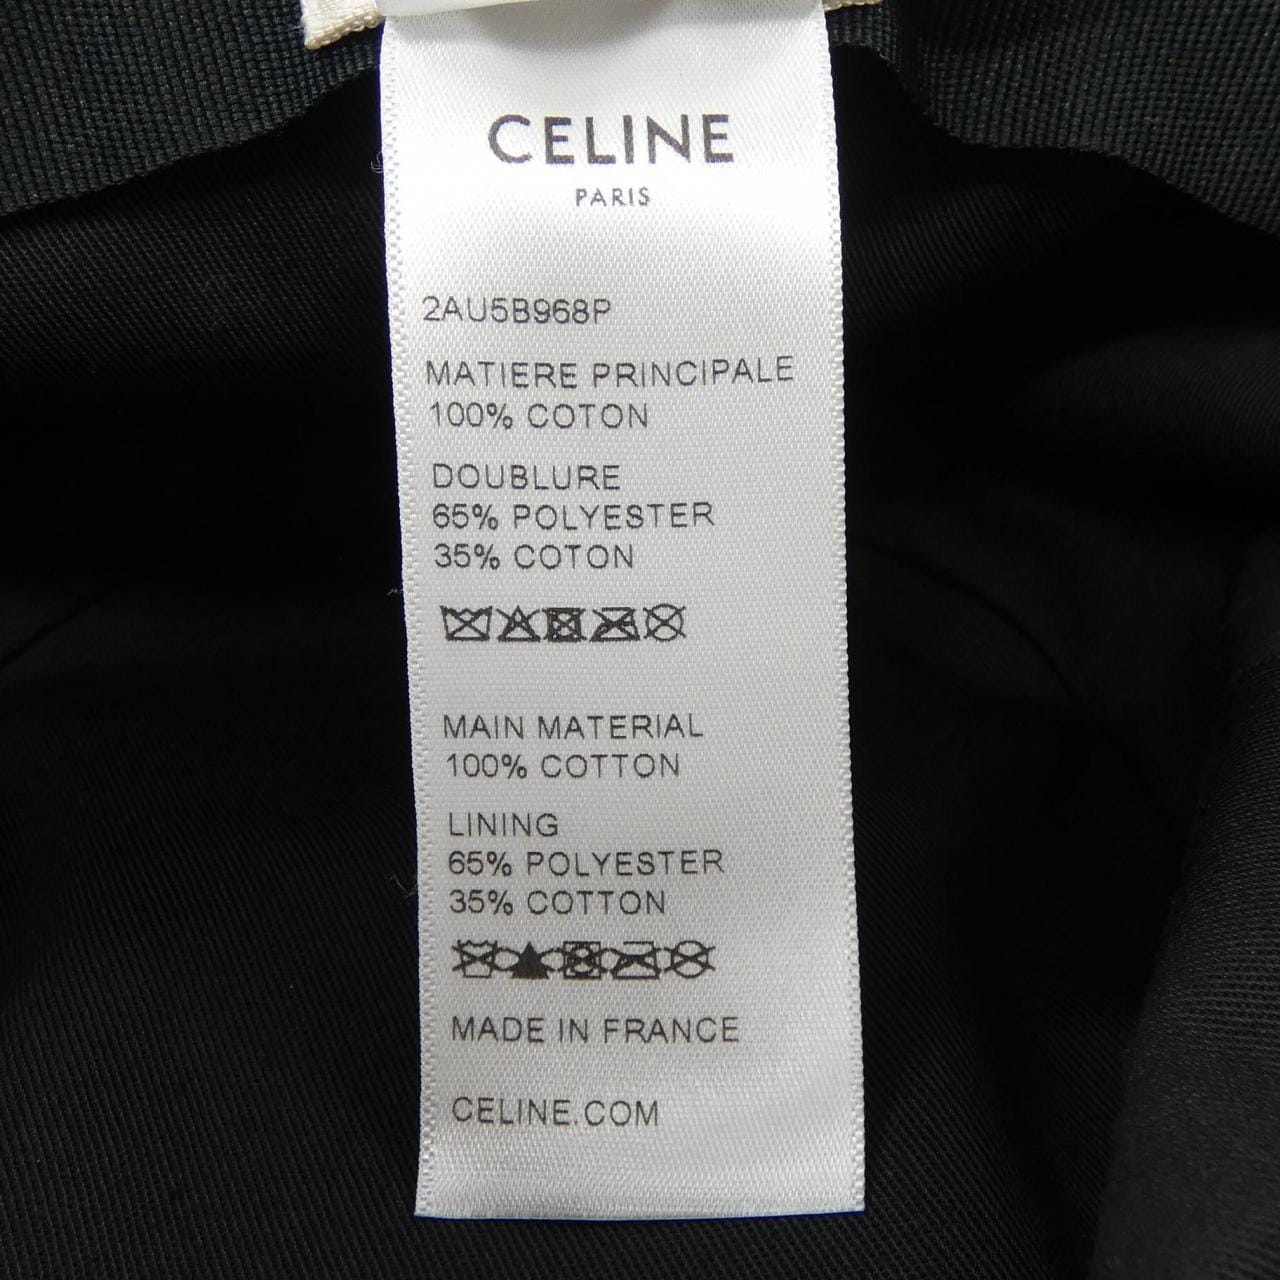 CELINE
PARIS
2AU5B968P
MATIERE PRINCIPALE
100% COTON
DOUBLURE
65% POLYESTER
35% COTON
MAIN MATERIAL
100% COTTON
LINING
65% POLYESTER
35% COTTON
MADE IN FRANCE
CELINE.COM